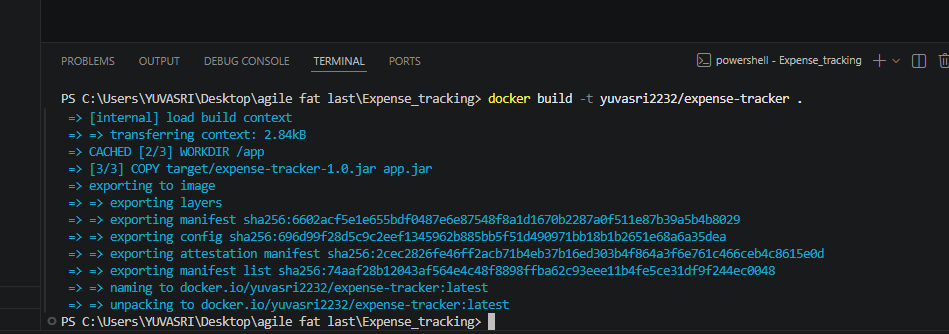 PROBLEMS OUTPUT DEBUG CONSOLE TERMINAL PORTS powershell - Expense_tracking
PS C:\Users\YUVASRI\Desktop\agile fat last\Expense_tracking> docker build -t yuvasri2232/expense-tracker .
=> [internal] load build context
=> => transferring context: 2.84kB
=> CACHED [2/3] WORKDIR /app
=> [3/3] COPY target/expense-tracker-1.0.jar app.jar
=> exporting to image
=> => exporting layers
=> => exporting manifest sha256:6602acf5e1e655bdf0487e6e87548f8a1d1670b2287a0f511e87b39a5b4b8029
=> => exporting config sha256:696d99f28d5c9c2eef1345962b885bb5f51d490971bb18b1b2651e68a6a35dea
=> => exporting attestation manifest sha256:2cec2826fe46ff2acb71b4eb37b16ed303b4f864a3f6e761c466ceb4c8615e0d
=> => exporting manifest list sha256:74aaf28b12043af564e4c48f8898ffba62c93eee11b4fe5ce31df9f244ec0048
=> => naming to docker.io/yuvasri2232/expense-tracker:latest
=> => unpacking to docker.io/yuvasri2232/expense-tracker:latest
PS C:\Users\YUVASRI\Desktop\agile fat last\Expense_tracking>